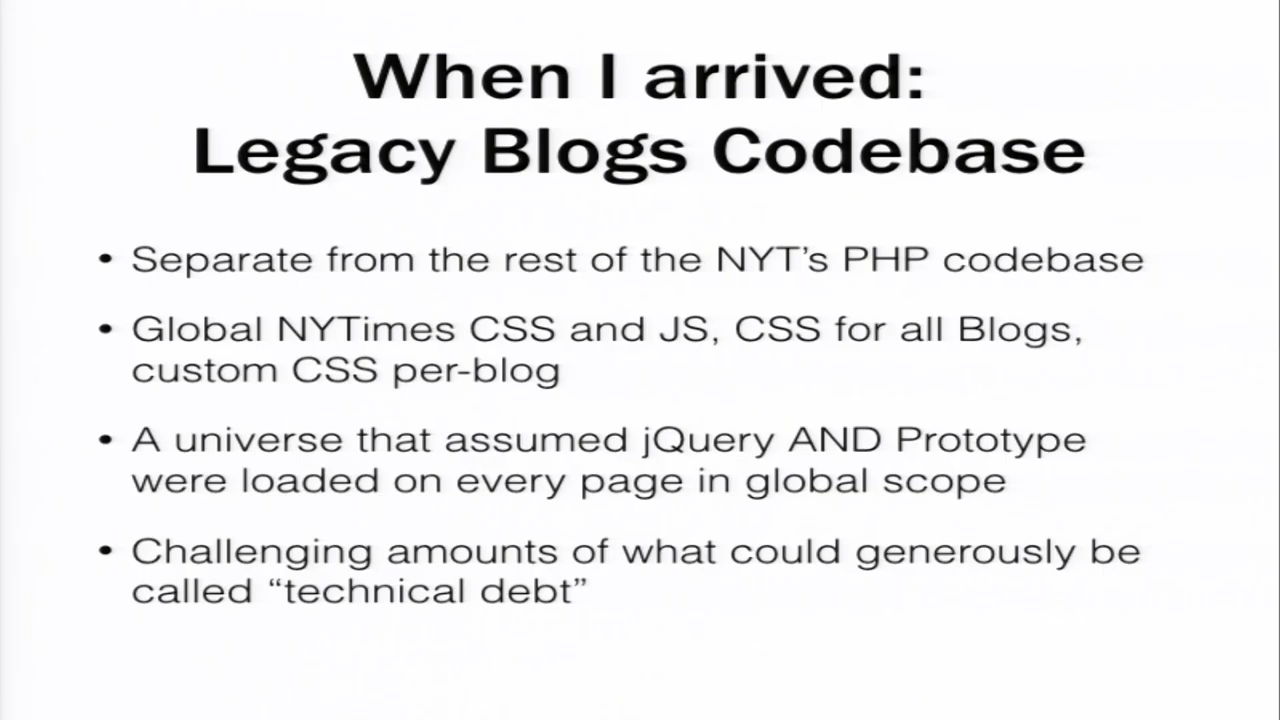 When I arrived:
Legacy Blogs Codebase
• Separate from the rest of the NYT’s PHP codebase
• Global NYTimes CSS and JS, CSS for all Blogs,
custom CSS per-blog
• A universe that assumed jQuery AND Prototype
were loaded on every page in global scope
• Challenging amounts of what could generously be
called “technical debt”